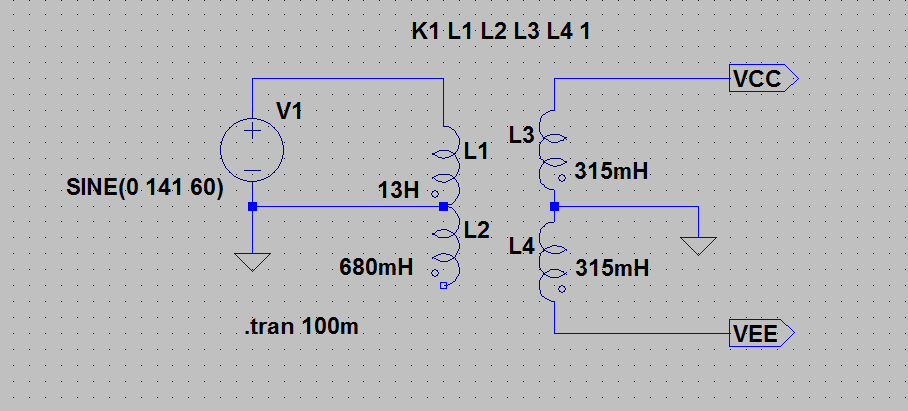 K1 L1 L2 L3 L4 1
VCC
V1
L3
L1
315mH
SINE(0 141 60)
13H
L2
L4
680mH
315mH
.tran 100m
VEE